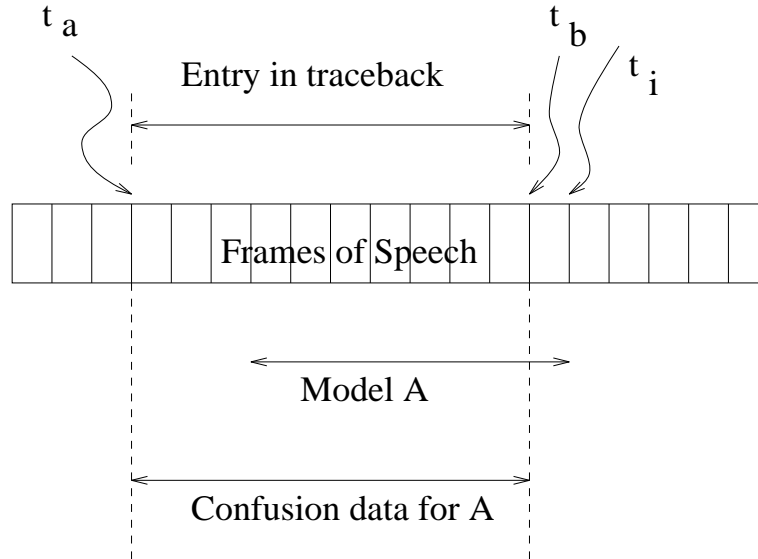 t a
t b
t i
Entry in traceback
Frames of Speech
Model A
Confusion data for A